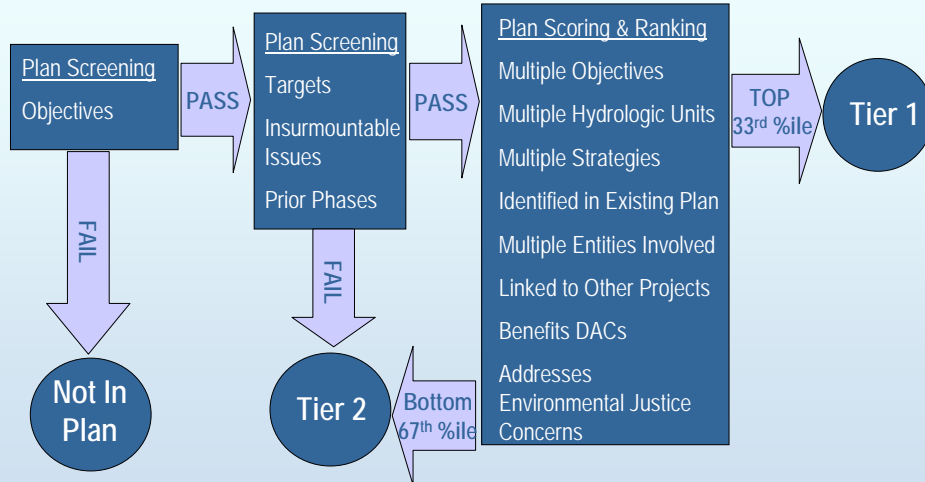 Plan Screening
Objectives
PASS
FAIL
Not In
Plan
Plan Screening
Targets
Insurmountable
Issues
Prior Phases
PASS
FAIL
Tier 2
Plan Scoring & Ranking
Multiple Objectives
Multiple Hydrologic Units
Multiple Strategies
Identified in Existing Plan
Multiple Entities Involved
Linked to Other Projects
Benefits DACs
Addresses
Environmental Justice
Concerns
TOP
33rd %ile
Tier 1
Bottom
67th %ile